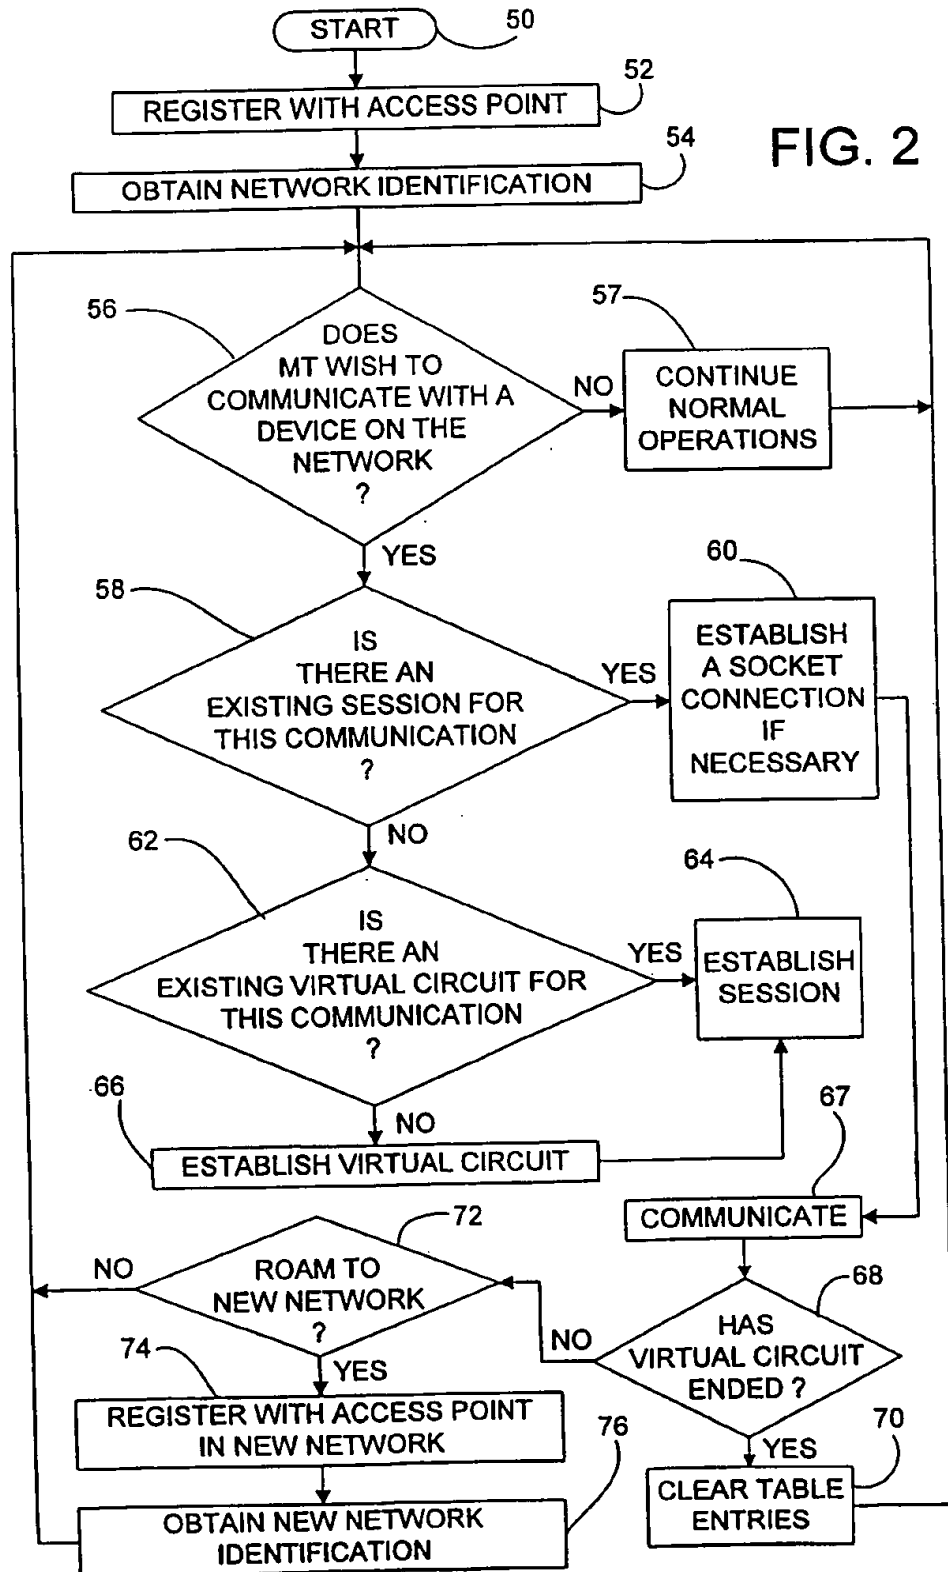 START
50
REGISTER WITH ACCESS POINT
52
FIG. 2
OBTAIN NETWORK IDENTIFICATION
54
56
DOES
MT WISH TO
COMMUNICATE WITH A
DEVICE ON THE
NETWORK
?
NO
57
CONTINUE
NORMAL
OPERATIONS
YES
58
IS
THERE AN
EXISTING SESSION FOR
THIS COMMUNICATION
?
YES
60
ESTABLISH
A SOCKET
CONNECTION
IF
NECESSARY
NO
62
IS
THERE AN
EXISTING VIRTUAL CIRCUIT FOR
THIS COMMUNICATION
?
YES
64
ESTABLISH
SESSION
NO
66
ESTABLISH VIRTUAL CIRCUIT
67
COMMUNICATE
68
HAS
VIRTUAL CIRCUIT
ENDED ?
NO
72
ROAM TO
NEW NETWORK
?
NO
YES
74
REGISTER WITH ACCESS POINT
IN NEW NETWORK
76
OBTAIN NEW NETWORK
IDENTIFICATION
YES
70
CLEAR TABLE
ENTRIES